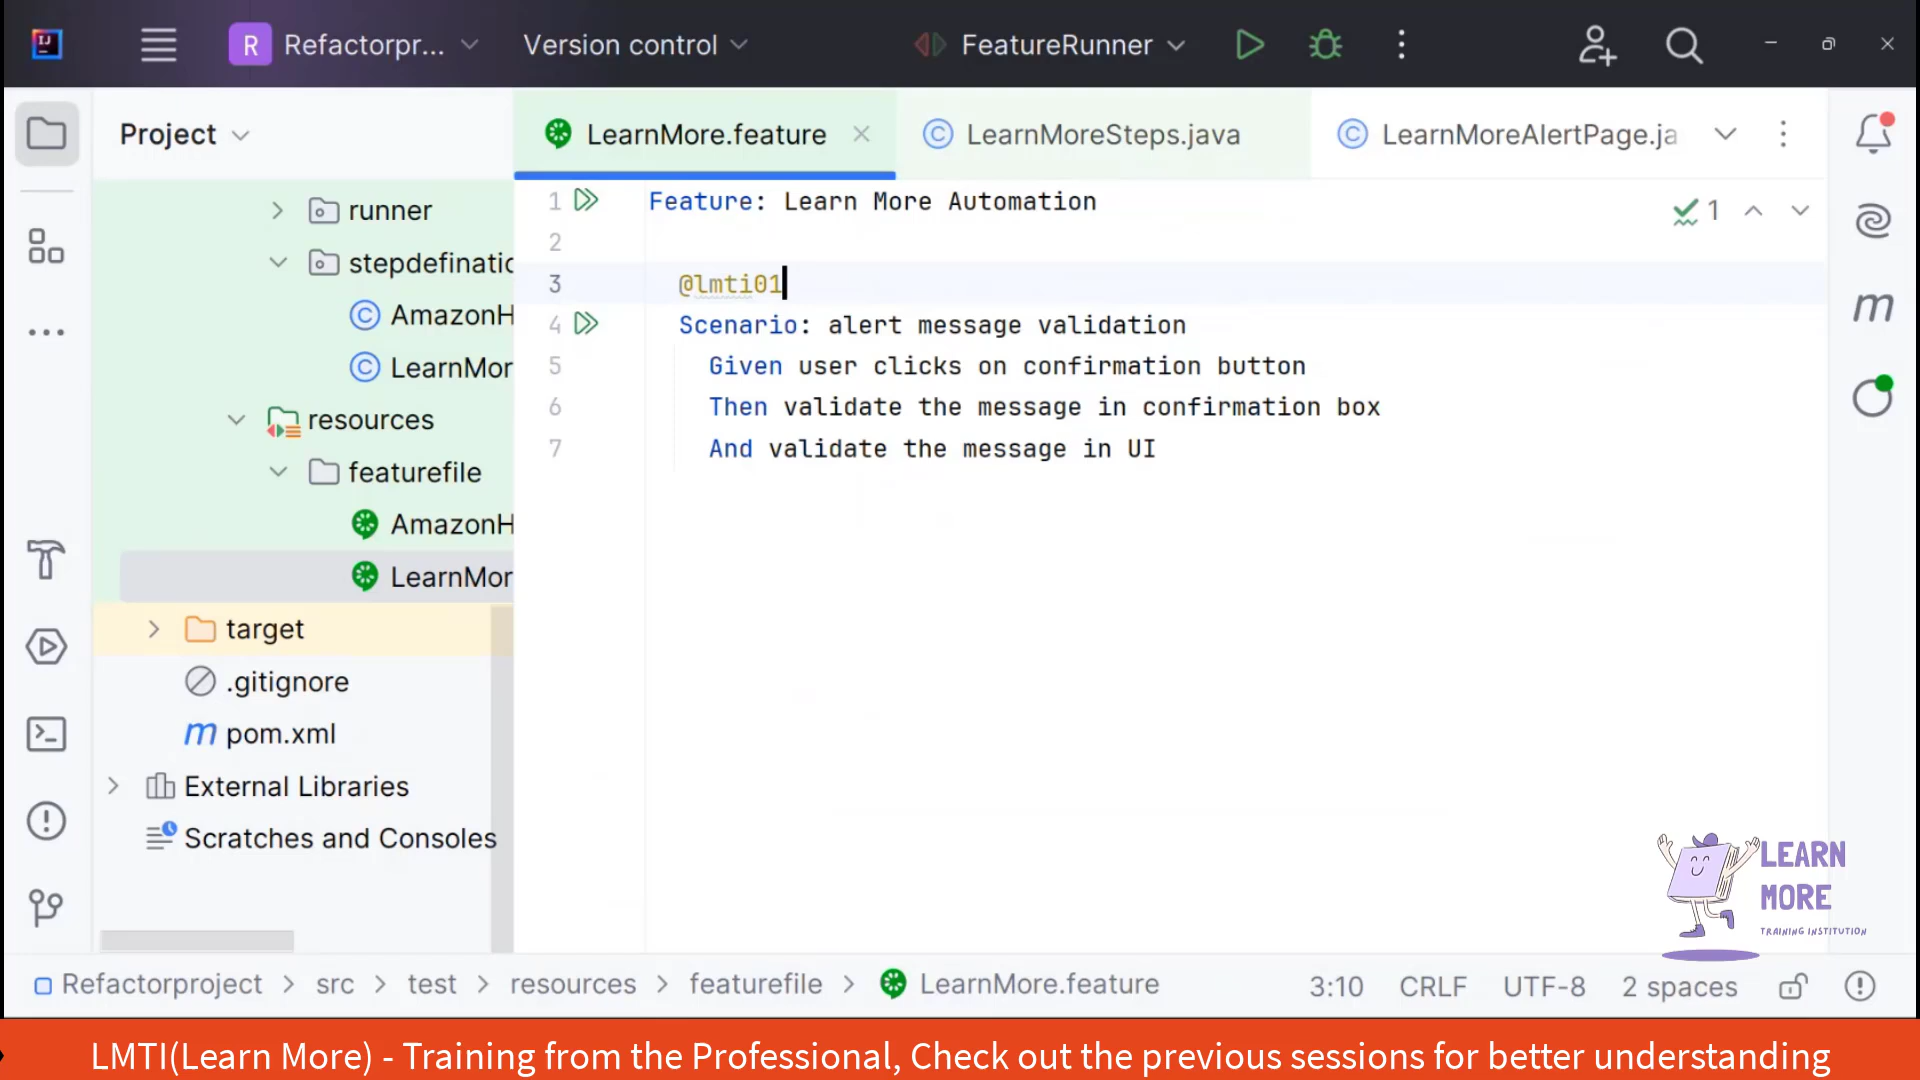 R Refactorpr... Version control FeatureRunner
Project
LearnMore.feature LearnMoreSteps.java LearnMoreAlertPage.ja
runner
stepdefinatio
AmazonH
LearnMor
resources
featurefile
AmazonH
LearnMor
target
.gitignore
m pom.xml
External Libraries
Scratches and Consoles
1 Feature: Learn More Automation
2
3 @lmti01
4 Scenario: alert message validation
5 Given user clicks on confirmation button
6 Then validate the message in confirmation box
7 And validate the message in UI
1
m
LEARN
MORE
TRAINING INSTITUTION
Refactorproject > src > test > resources > featurefile > LearnMore.feature 3:10 CRLF UTF-8 2 spaces
LMTI(Learn More) - Training from the Professional, Check out the previous sessions for better understanding